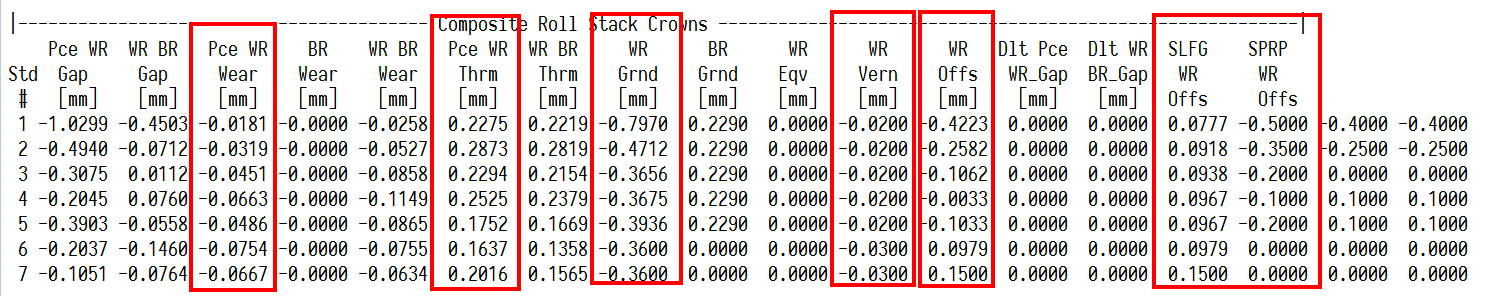 |---------------------------------------------------- Composite Roll Stack Crowns ------------------------------------------------------------------------|
Pce WR WR BR Pce WR BR WR BR Pce WR WR BR WR BR WR WR WR Dlt Pce Dlt WR SLFG SPRP
Std Gap Gap Wear Wear Wear Thrm Thrm Grnd Grnd Eqv Vern Offs WR_Gap BR_Gap WR WR
# [mm] [mm] [mm] [mm] [mm] [mm] [mm] [mm] [mm] [mm] [mm] [mm] [mm] [mm] Offs Offs
1 -1.0299 -0.4503 -0.0181 -0.0000 -0.0258 0.2275 0.2219 -0.7970 0.2290 0.0000 -0.0200 -0.4223 0.0000 0.0000 0.0777 -0.5000 -0.4000 -0.4000
2 -0.4940 -0.0712 -0.0319 -0.0000 -0.0527 0.2873 0.2819 -0.4712 0.2290 0.0000 -0.0200 -0.2582 0.0000 0.0000 0.0918 -0.3500 -0.2500 -0.2500
3 -0.3075 0.0112 -0.0451 -0.0000 -0.0858 0.2294 0.2154 -0.3656 0.2290 0.0000 -0.0200 -0.1062 0.0000 0.0000 0.0938 -0.2000 0.0000 0.0000
4 -0.2045 0.0760 -0.0663 -0.0000 -0.1149 0.2525 0.2379 -0.3675 0.2290 0.0000 -0.0200 -0.0033 0.0000 0.0000 0.0967 -0.1000 0.1000 0.1000
5 -0.3903 -0.0558 -0.0486 -0.0000 -0.0865 0.1752 0.1669 -0.3936 0.2290 0.0000 -0.0200 -0.1033 0.0000 0.0000 0.0967 -0.2000 0.1000 0.1000
6 -0.2037 -0.1460 -0.0754 -0.0000 -0.0755 0.1637 0.1358 -0.3600 0.0000 0.0000 -0.0300 0.0979 0.0000 0.0000 0.0979 0.0000 0.0000 0.0000
7 -0.1051 -0.0764 -0.0667 -0.0000 -0.0634 0.2016 0.1565 -0.3600 0.0000 0.0000 -0.0300 0.1500 0.0000 0.0000 0.1500 0.0000 0.0000 0.0000